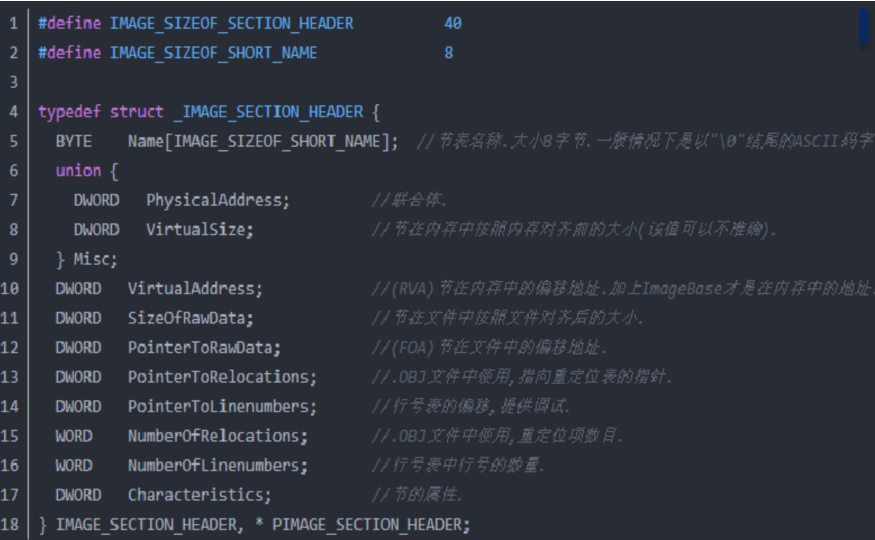 1 #define IMAGE_SIZEOF_SECTION_HEADER 40
2 #define IMAGE_SIZEOF_SHORT_NAME 8
3
4 typedef struct _IMAGE_SECTION_HEADER {
5 BYTE Name[IMAGE_SIZEOF_SHORT_NAME]; //节表名称.大小8字节.一般情况下是以"\0"结尾的ASCII码字
6 union {
7 DWORD PhysicalAddress; //联合体.
8 DWORD VirtualSize; //节在内存中按照内存对齐前的大小(该值可以不准确).
9 } Misc;
10 DWORD VirtualAddress; //(RVA)节在内存中的偏移地址.加上ImageBase才是在内存中的地址.
11 DWORD SizeOfRawData; //节在文件中按照文件对齐后的大小.
12 DWORD PointerToRawData; //(FOA)节在文件中的偏移地址.
13 DWORD PointerToRelocations; //.OBJ文件中使用,指向重定位表的指针.
14 DWORD PointerToLinenumbers; //行号表的偏移,提供调试.
15 WORD NumberOfRelocations; //.OBJ文件中使用,重定位项数目.
16 WORD NumberOfLinenumbers; //行号表中行号的数量.
17 DWORD Characteristics; //节的属性.
18 } IMAGE_SECTION_HEADER, * PIMAGE_SECTION_HEADER;